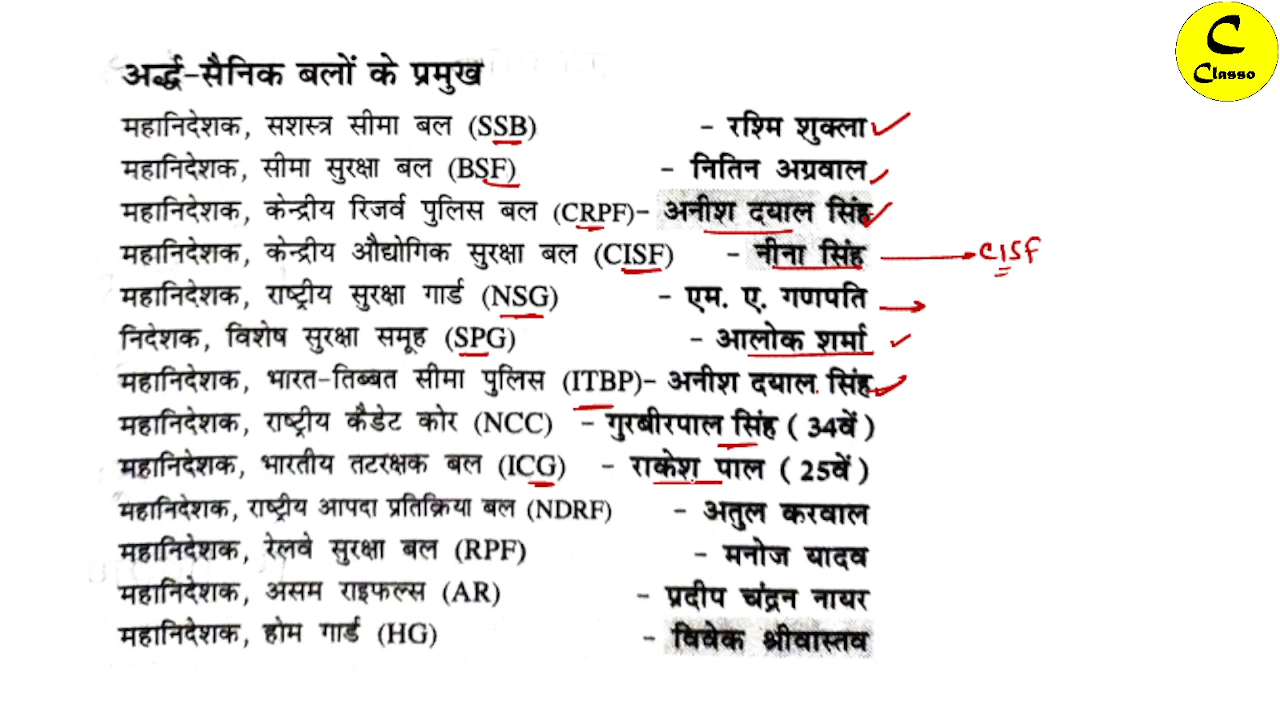 C
Classo
अर्द्ध-सैनिक बलों के प्रमुख
महानिदेशक, सशस्त्र सीमा बल (SSB) - रश्मि शुक्ला
महानिदेशक, सीमा सुरक्षा बल (BSF) - नितिन अग्रवाल
महानिदेशक, केन्द्रीय रिजर्व पुलिस बल (CRPF)- अनीश दयाल सिंह
महानिदेशक, केन्द्रीय औद्योगिक सुरक्षा बल (CISF) - नीना सिंह CISF
महानिदेशक, राष्ट्रीय सुरक्षा गार्ड (NSG) - एम. ए. गणपति
निदेशक, विशेष सुरक्षा समूह (SPG) - आलोक शर्मा
महानिदेशक, भारत-तिब्बत सीमा पुलिस (ITBP)- अनीश दयाल सिंह
महानिदेशक, राष्ट्रीय कैडेट कोर (NCC) - गुरबीरपाल सिंह (34वें)
महानिदेशक, भारतीय तटरक्षक बल (ICG) - राकेश पाल (25वें)
महानिदेशक, राष्ट्रीय आपदा प्रतिक्रिया बल (NDRF) - अतुल करवाल
महानिदेशक, रेलवे सुरक्षा बल (RPF) - मनोज यादव
महानिदेशक, असम राइफल्स (AR) - प्रदीप चंद्रन नायर
महानिदेशक, होम गार्ड (HG) - विवेक श्रीवास्तव